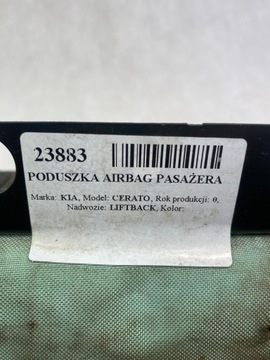 23883
PODUSZKA AIRBAG PASAŻERA
Marka: KIA, Model: CERATO, Rok produkcji: 0,
Nadwozie: LIFTBACK, Kolor: